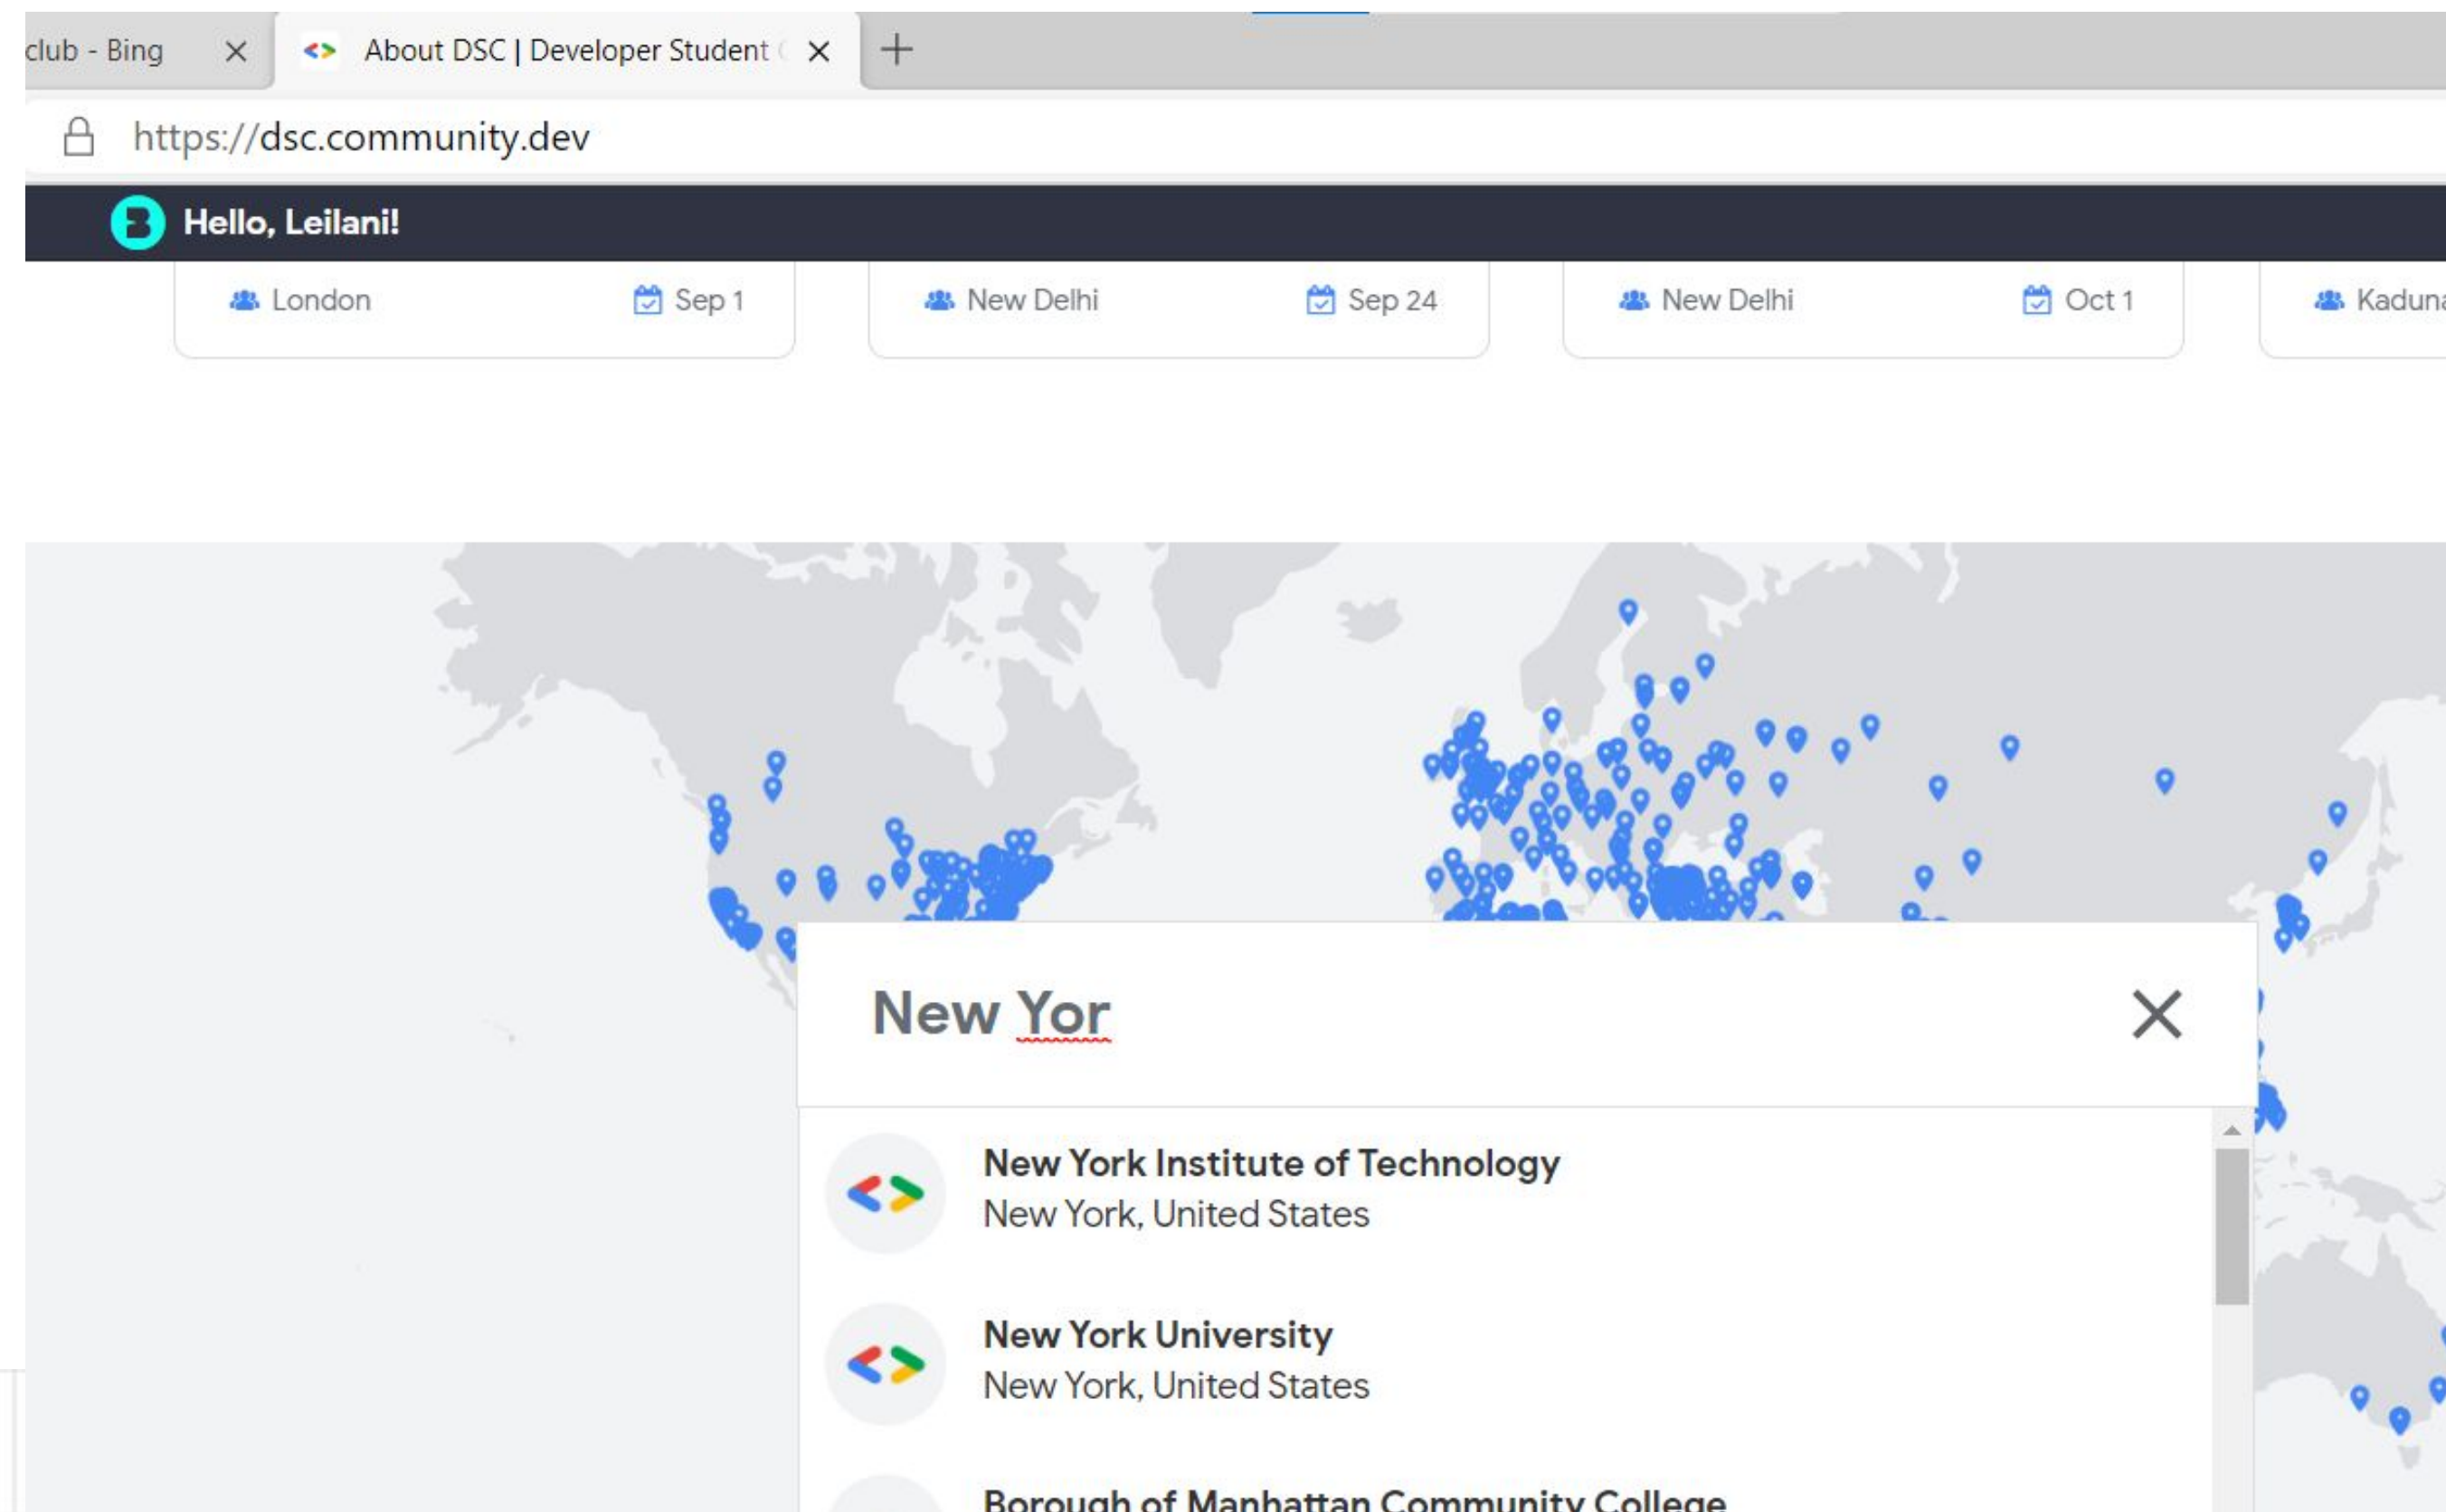 club - Bing
About DSC | Developer Student
https://dsc.community.dev
Hello, Leilani!
London Sep 1 New Delhi Sep 24 New Delhi Oct 1 Kaduna
New Yor
New York Institute of Technology
New York, United States
New York University
New York, United States
Borough of Manhattan Community College